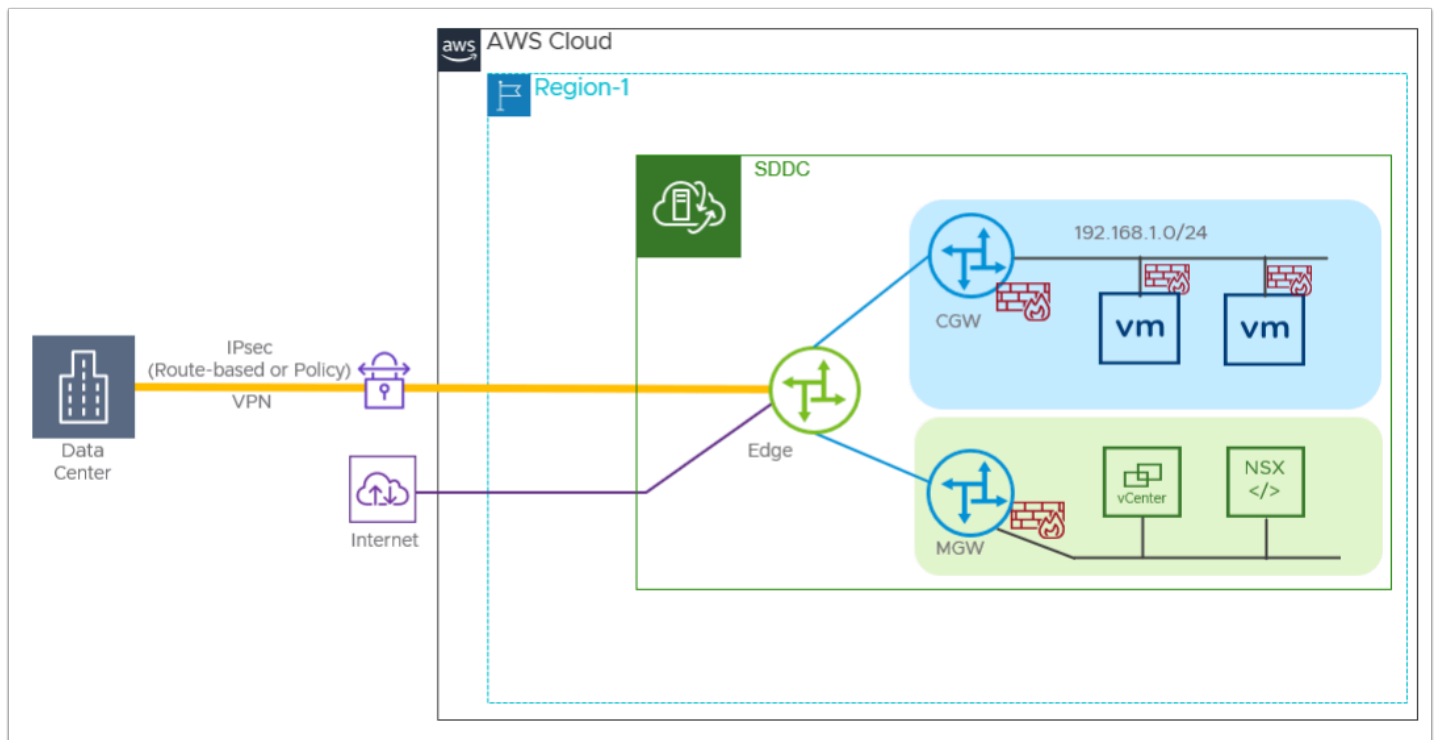 aws
AWS Cloud
Region-1
SDDC
192.168.1.0/24
CGW
vm
vm
IPsec
(Route-based or Policy)
VPN
Data
Center
Edge
Internet
MGW
vCenter
NSX
</>